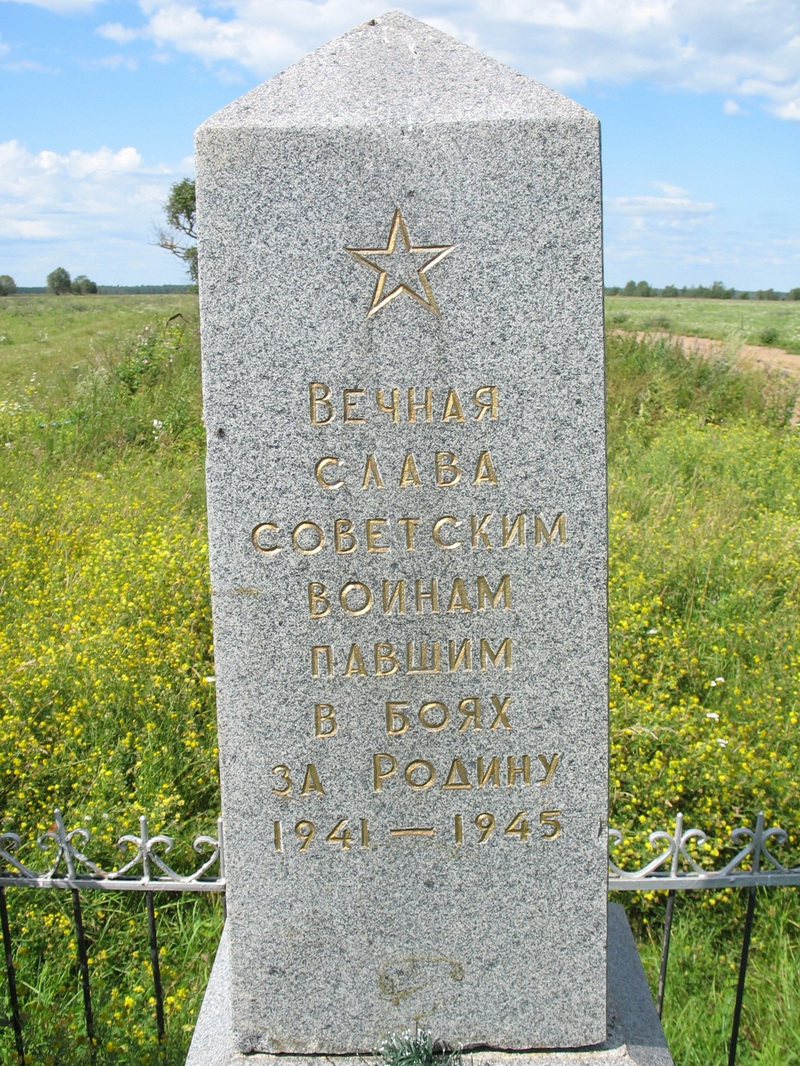 Вечная
слава
советским
воинам
павшим
в боях
за Родину
1941 — 1945